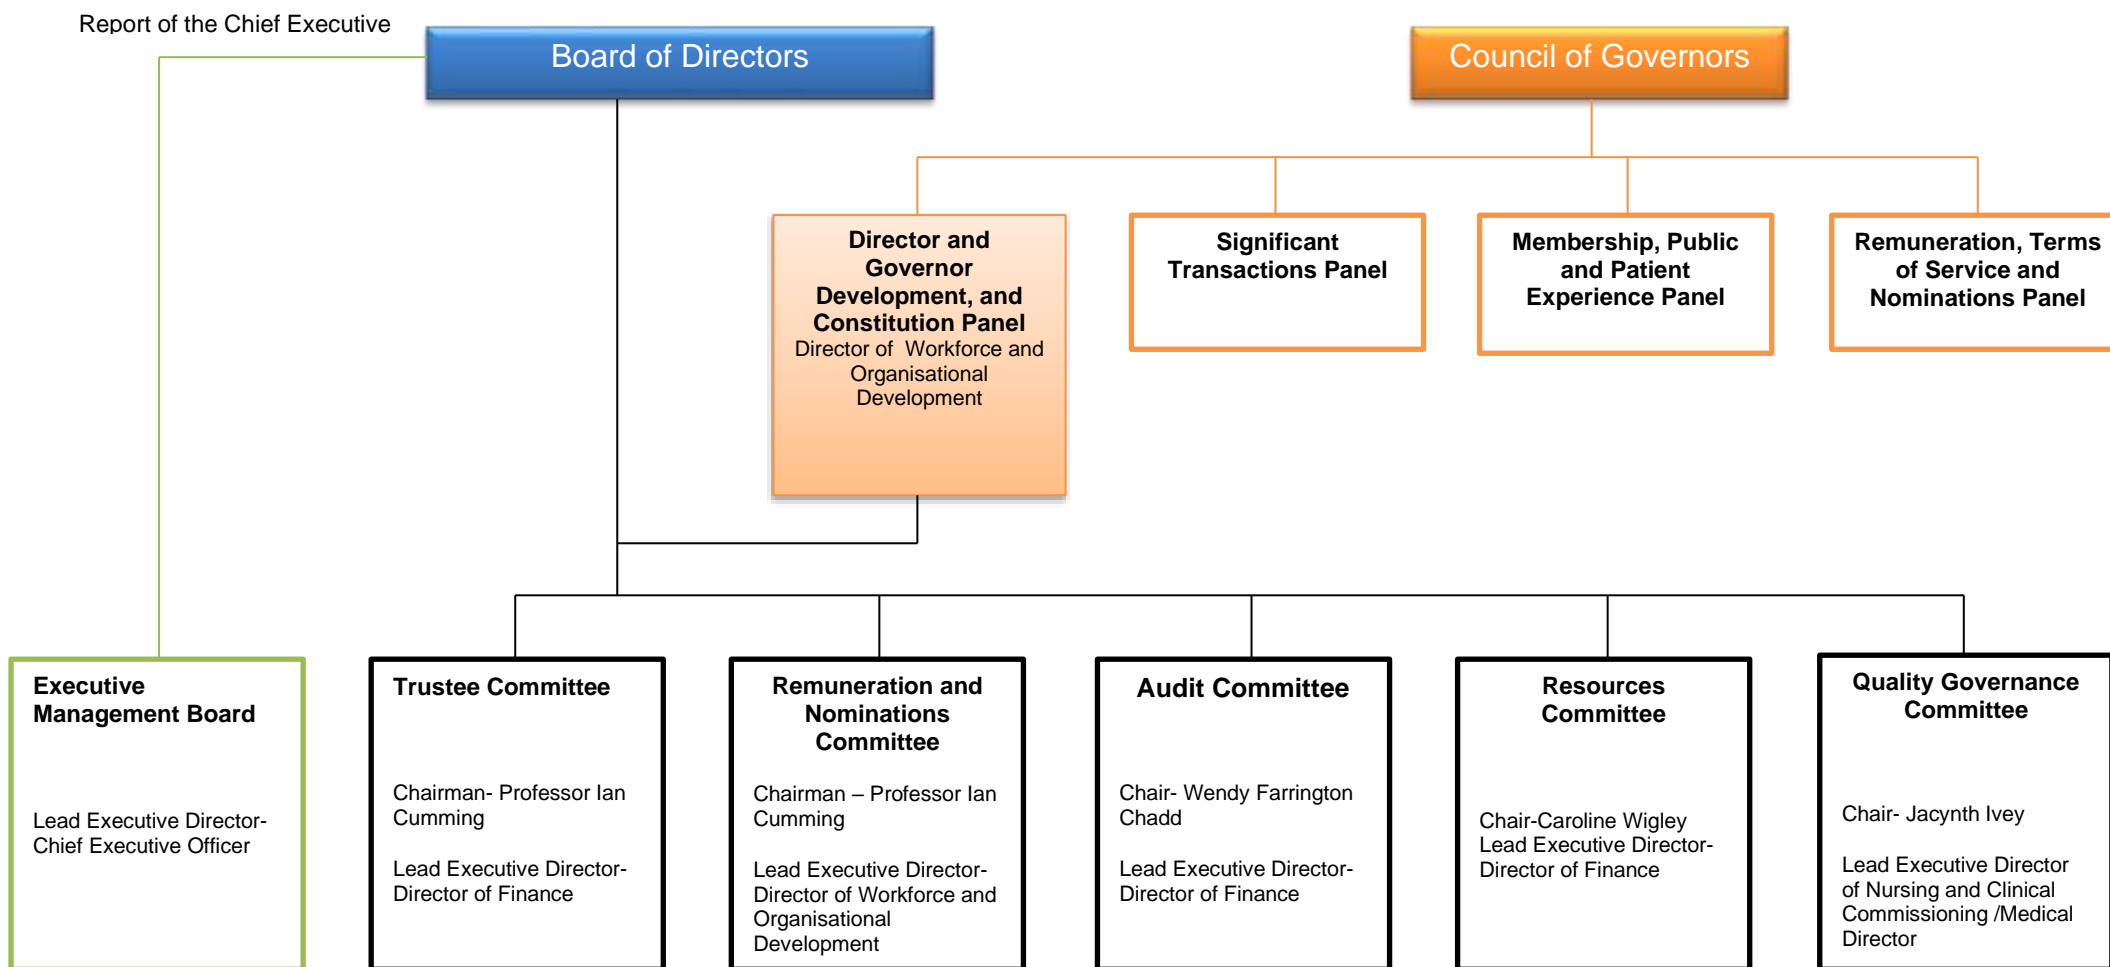 Report of the Chief Executive
Board of Directors
Council of Governors
Director and
Governor
Development, and
Constitution Panel
Director of  Workforce and
Organisational
Development
Significant
Transactions Panel
Membership, Public
and Patient
Experience Panel
Remuneration, Terms
of Service and
Nominations Panel
Executive
Management Board
Lead Executive Director-
Chief Executive Officer
Trustee Committee
Chairman- Professor Ian
Cumming
Lead Executive Director-
Director of Finance
Remuneration and
Nominations
Committee
Chairman – Professor Ian
Cumming
Lead Executive Director-
Director of Workforce and
Organisational
Development
Audit Committee
Chair- Wendy Farrington
Chadd
Lead Executive Director-
Director of Finance
Resources
Committee
Chair-Caroline Wigley
Lead Executive Director-
Director of Finance
Quality Governance
Committee
Chair- Jacynth Ivey
Lead Executive Director
of Nursing and Clinical
Commissioning /Medical
Director